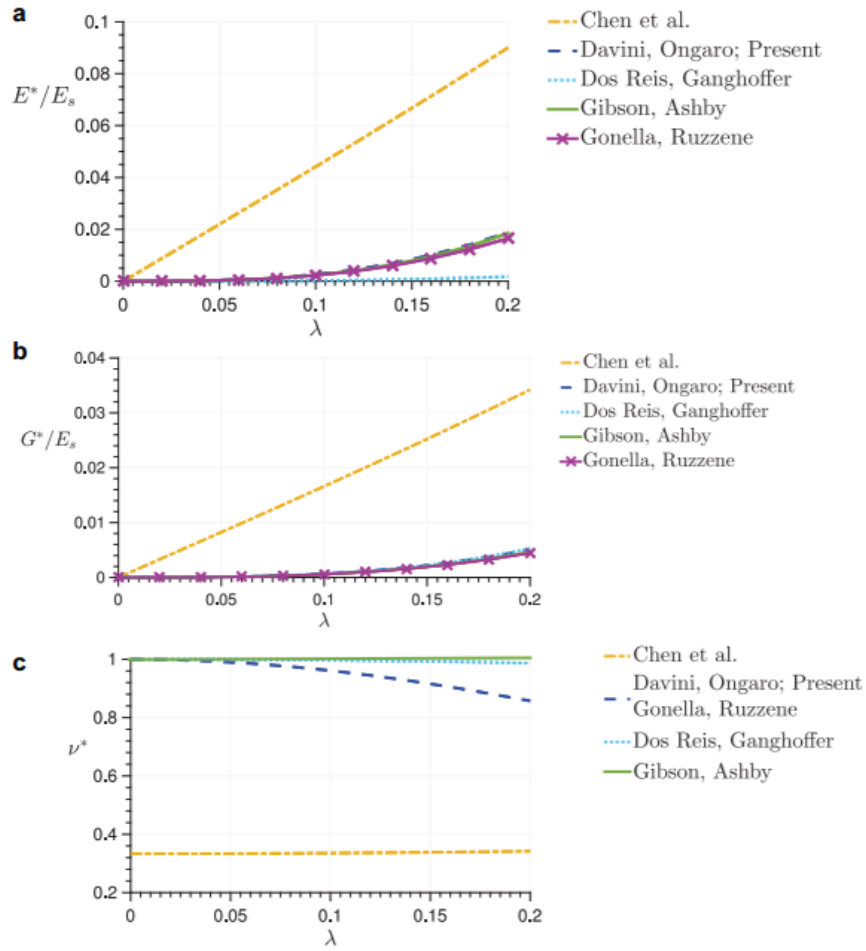 a
0.1
0.08
0.06
0.04
0.02
0
E*/Eₛ
0
0.05
0.1
0.15
0.2
λ
Chen et al.
Davini, Ongaro; Present
Dos Reis, Ganghoffer
Gibson, Ashby
Gonella, Ruzzene
b
0.04
0.03
0.02
0.01
0
G*/Eₛ
0
0.05
0.1
0.15
0.2
λ
Chen et al.
Davini, Ongaro; Present
Dos Reis, Ganghoffer
Gibson, Ashby
Gonella, Ruzzene
c
1
0.8
0.6
0.4
0.2
ν*
0
0.05
0.1
0.15
0.2
λ
Chen et al.
Davini, Ongaro; Present
Gonella, Ruzzene
Dos Reis, Ganghoffer
Gibson, Ashby